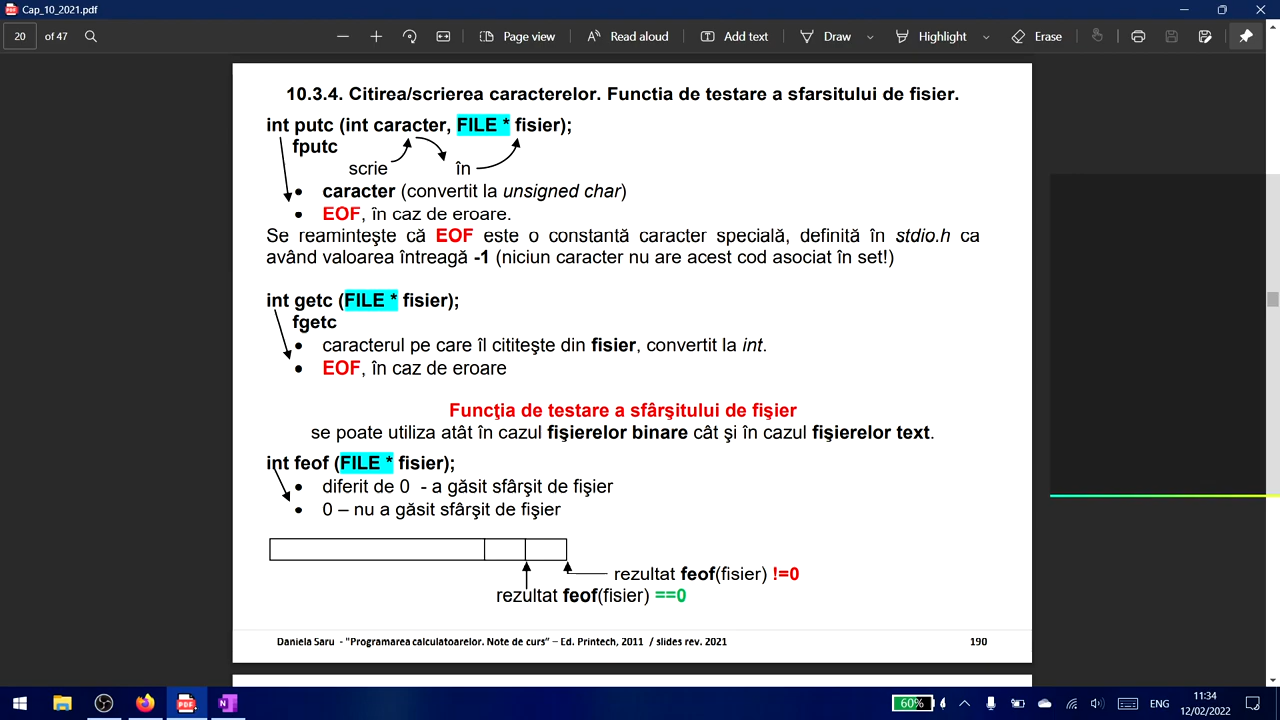 Cap_10_2021.pdf
20 of 47 Page view Read aloud Add text Draw Highlight Erase
10.3.4. Citirea/scrierea caracterelor. Functia de testare a sfarsitului de fisier.
int putc (int caracter, FILE * fisier);
fputc
scrie în
• caracter (convertit la unsigned char)
• EOF, în caz de eroare.
Se reaminteşte că EOF este o constantă caracter specială, definită în stdio.h ca
având valoarea întreagă -1 (niciun caracter nu are acest cod asociat în set!)
int getc (FILE * fisier);
fgetc
• caracterul pe care îl cititeşte din fisier, convertit la int.
• EOF, în caz de eroare
Funcţia de testare a sfârşitului de fişier
se poate utiliza atât în cazul fişierelor binare cât şi în cazul fişierelor text.
int feof (FILE * fisier);
• diferit de 0 - a găsit sfârşit de fişier
• 0 – nu a găsit sfârşit de fişier
rezultat feof(fisier) !=0
rezultat feof(fisier) ==0
Daniela Saru - "Programarea calculatoarelor. Note de curs" – Ed. Printech, 2011 / slides rev. 2021 190
60% ENG 11:34
12/02/2022